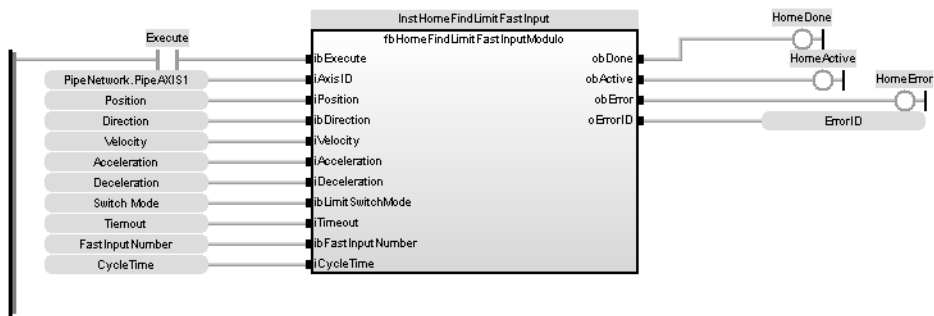 InstHomeFindLimitFastInput
HomeDone
Execute
fbHomeFindLimitFastInputModulo
ibExecute
obDone
HomeActive
PipeNetwork.PipeAXIS1
iAxisID
obActive
HomeError
Position
iPosition
obError
Direction
ibDirection
oErrorID
ErrorID
Velocity
iVelocity
Acceleration
iAcceleration
Deceleration
iDeceleration
Switch Mode
ibLimitSwitchMode
Tiemout
iTimeout
FastInputNumber
ibFastInputNumber
CycleTime
iCycleTime